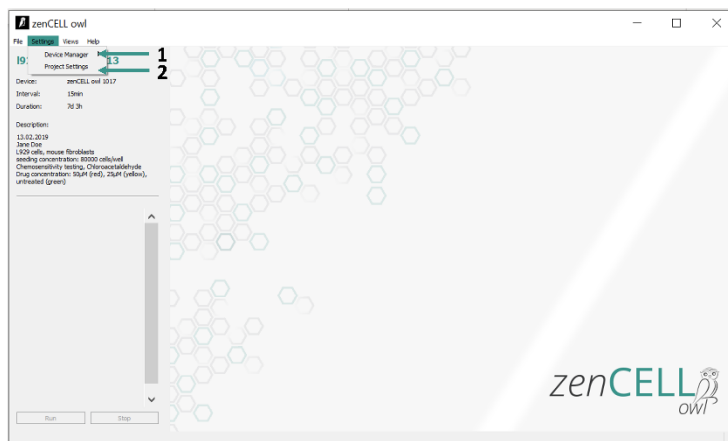 zenCELL owl
File Settings Views Help
Device Manager 1
Project Settings 2
13
Device: zenCELL owl 1017
Interval: 15min
Duration: 7d 3h
Description:
13.02.2019
Jane Doe
L929 cells, mouse fibroblasts
seeding concentration: 80000 cells/well
Chemosensitivity testing, Chloroacetaldehyde
Drug concentration: 50µM (red), 25µM (yellow),
untreated (green)
zenCELL
owl
Run Stop